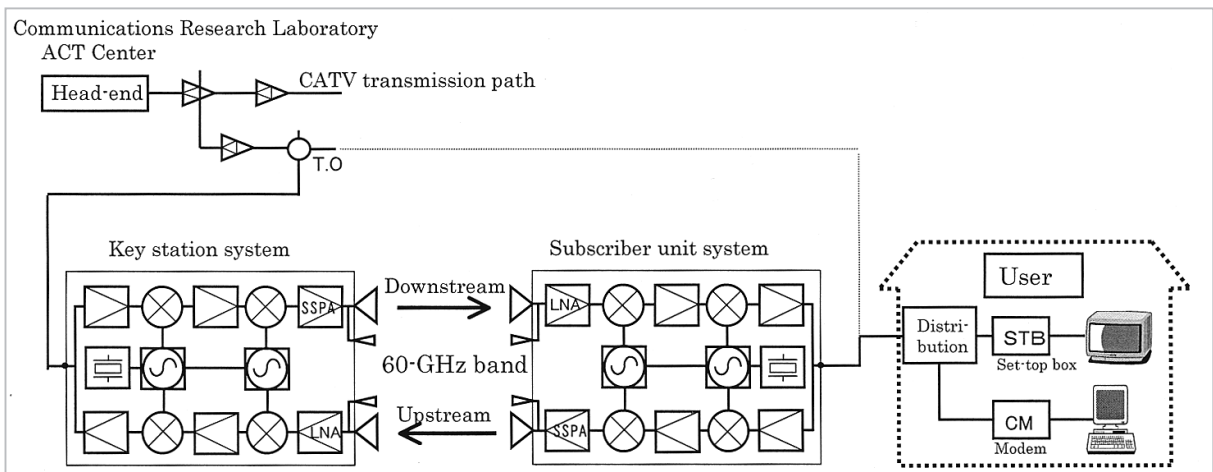 Communications Research Laboratory
ACT Center
Head-end
CATV transmission path
T.O
Key station system
Subscriber unit system
SSPA
Downstream
LNA
60-GHz band
LNA
Upstream
SSPA
User
Distri-
bution
STB
Set-top box
CM
Modem